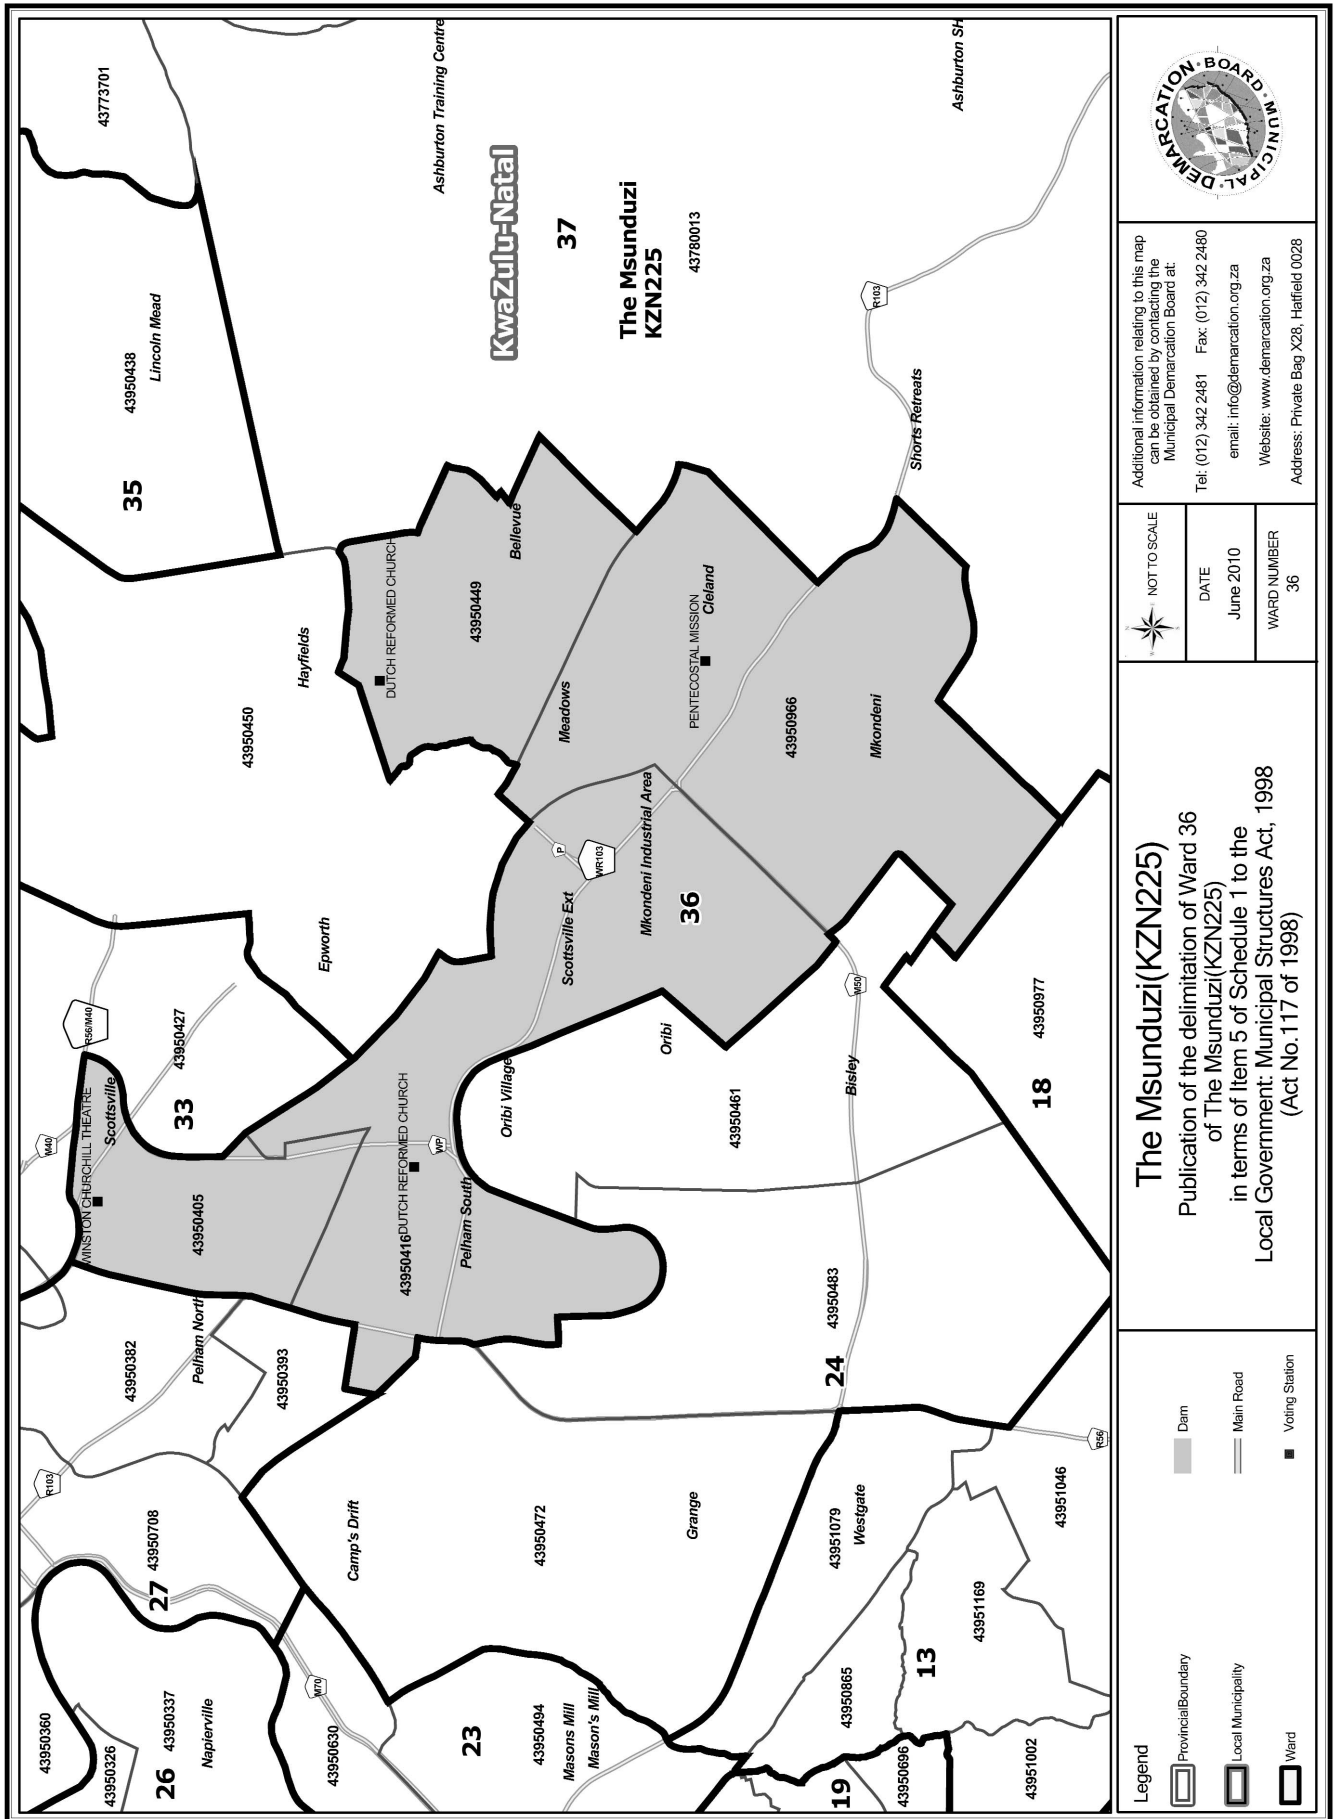 43950360
43950326
26
43950337
Napierville
43950630
M70
27
43950708
R103
23
43950494
Masons Mill
Mason's Mill
19
43950696
43950865
13
43951169
43951002
43951046
R56
43951079
Westgate
Camp's Drift
43950472
Grange
24
43950483
43950382
Pelham North
43950393
43950405
WINSTON CHURCHILL THEATRE
Scottsville
M40
R56/M40
33
43950427
43950416
DUTCH REFORMED CHURCH
Pelham South
WP
Oribi Village
43950461
Oribi
Bisley
M50
18
43950977
Epworth
43950450
Hayfields
Scottsville Ext
P
WR103
Mkondeni Industrial Area
36
Meadows
DUTCH REFORMED CHURCH
43950449
Bellevue
PENTECOSTAL MISSION
Cleland
43950966
Mkondeni
Shorts Retreats
R103
35
43950438
Lincoln Mead
43773701
Ashburton Training Centre
KwaZulu-Natal
37
The Msunduzi
KZN225
43780013
Ashburton SH
Legend
ProvincialBoundary
Local Municipality
Ward
Dam
Main Road
Voting Station
The Msunduzi(KZN225)
Publication of the delimitation of Ward 36
of The Msunduzi(KZN225)
in terms of Item 5 of Schedule 1 to the
Local Government: Municipal Structures Act, 1998
(Act No.117 of 1998)
NOT TO SCALE
DATE
June 2010
WARD NUMBER
36
Additional information relating to this map
can be obtained by contacting the
Municipal Demarcation Board at:
Tel: (012) 342 2481 Fax: (012) 342 2480
email: info@demarcation.org.za
Website: www.demarcation.org.za
Address: Private Bag X28, Hatfield 0028
MUNICIPAL • DEMARCATION • BOARD •